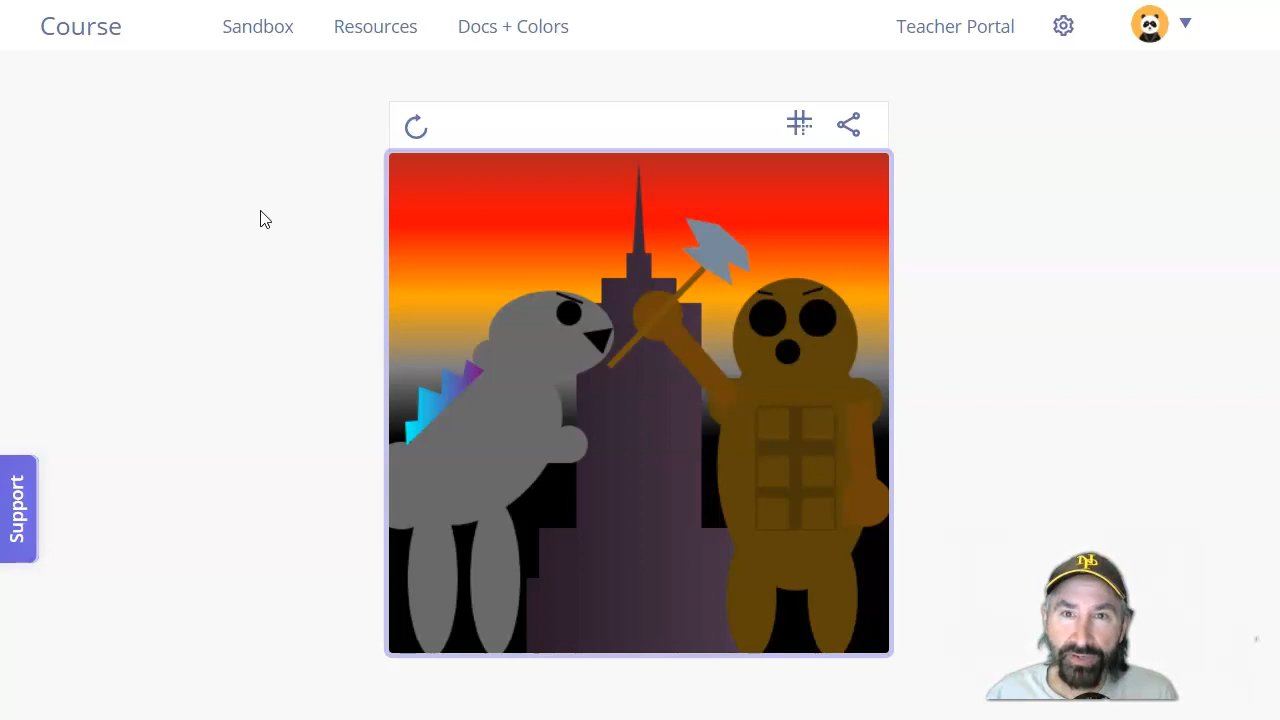 Course
Sandbox
Resources
Docs + Colors
Teacher Portal
Support